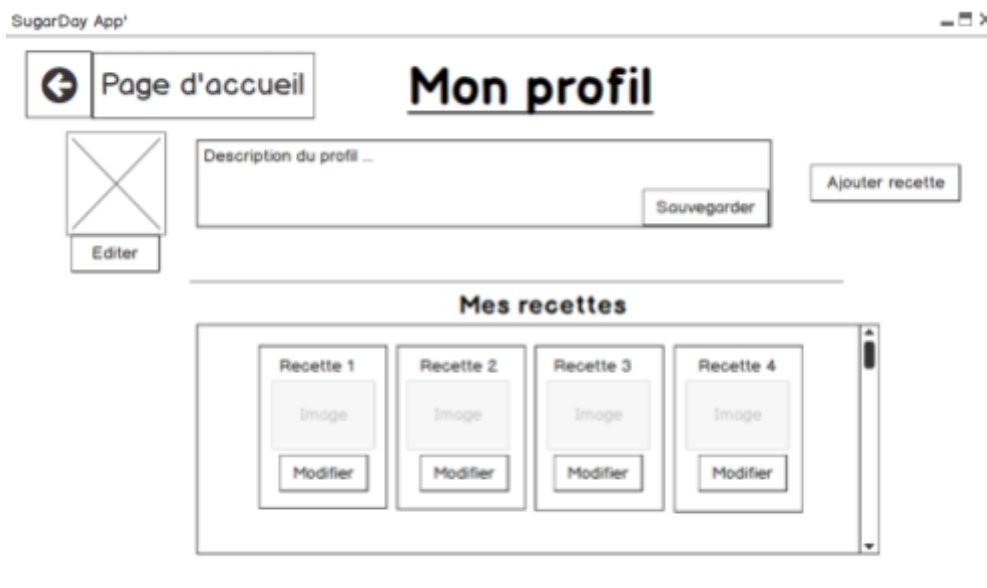 SugarDay App'
Page d'accueil
Mon profil
Description du profil ...
Sauvegarder
Ajouter recette
Editer
Mes recettes
Recette 1
Recette 2
Recette 3
Recette 4
Image
Image
Image
Image
Modifier
Modifier
Modifier
Modifier